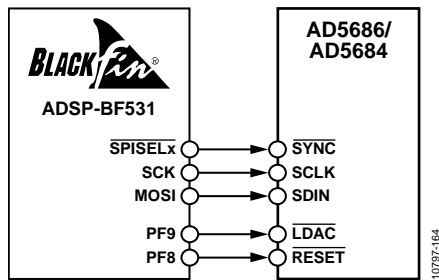 BLACKfin®
ADSP-BF531
SPISELx
SCK
MOSI
PF9
PF8
AD5686/
AD5684
SYNC
SCLK
SDIN
LDAC
RESET
10797-164